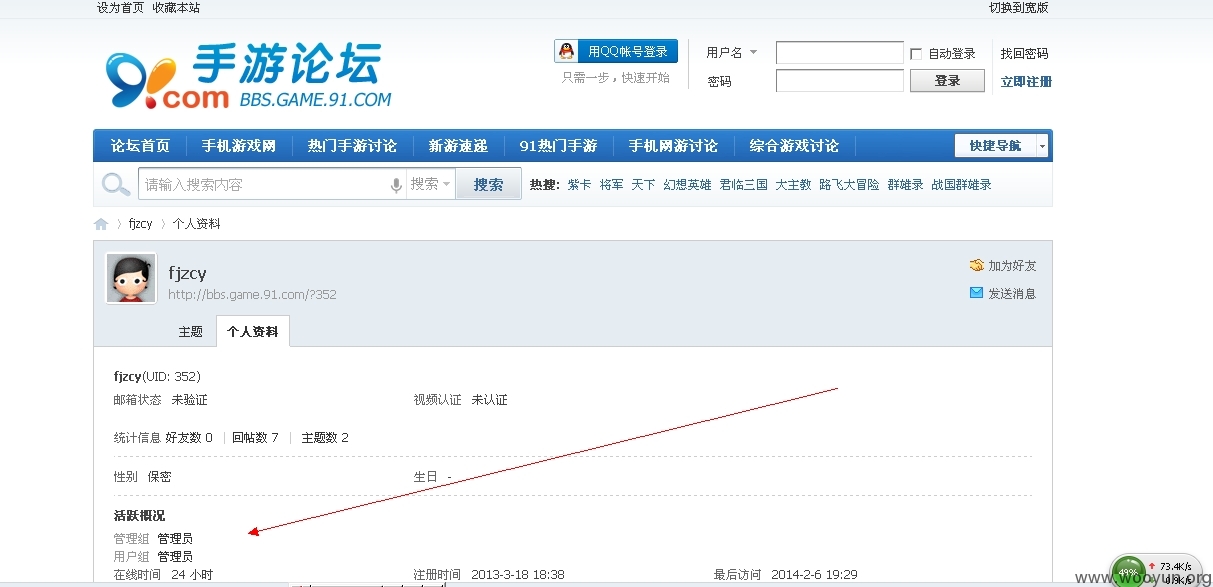 设为首页 收藏本站 切换到宽版
91.com 手游论坛
BBS.GAME.91.COM
用QQ帐号登录
只需一步，快速开始
用户名 自动登录 找回密码
密码 登录 立即注册
论坛首页 手机游戏网 热门手游讨论 新游速递 91热门手游 手机网游讨论 综合游戏讨论 快捷导航
请输入搜索内容 搜索 搜索 热搜： 紫卡 将军 天下 幻想英雄 君临三国 大主教 路飞大冒险 群雄录 战国群雄录
fjzcy 个人资料
fjzcy
http://bbs.game.91.com/?352
加为好友
发送消息
主题 个人资料
fjzcy(UID: 352)
邮箱状态 未验证 视频认证 未认证
统计信息 好友数 0 | 回帖数 7 | 主题数 2
性别 保密 生日 -
活跃概况
管理组 管理员
用户组 管理员
在线时间 24 小时 注册时间 2013-3-18 18:38 最后访问 2014-2-6 19:29
49% 73.4K/s
www.wooyun.org